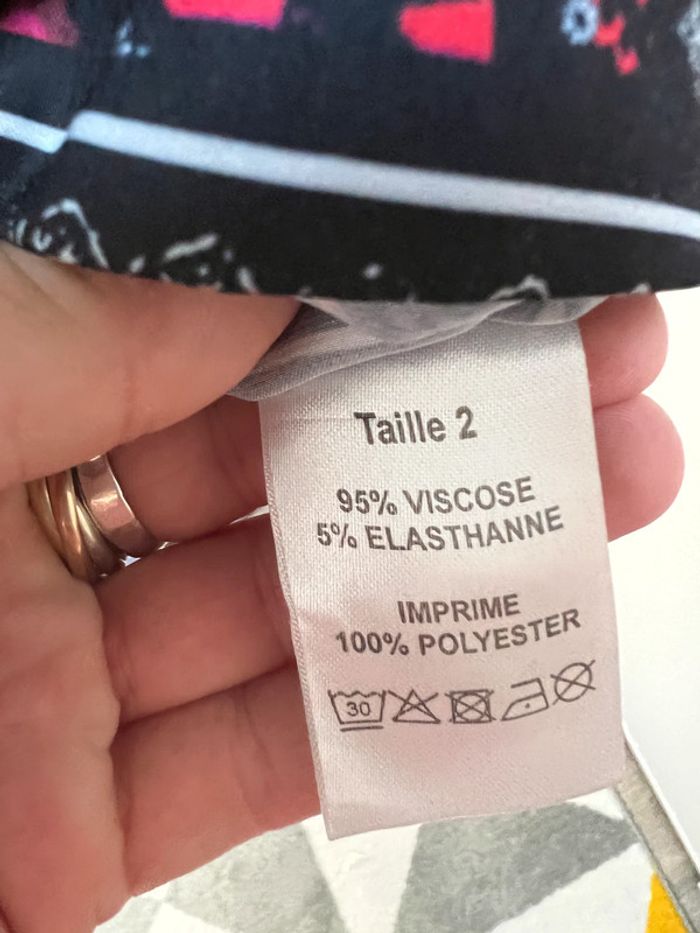 Taille 2
95% VISCOSE
5% ELASTHANNE
IMPRIME
100% POLYESTER
30